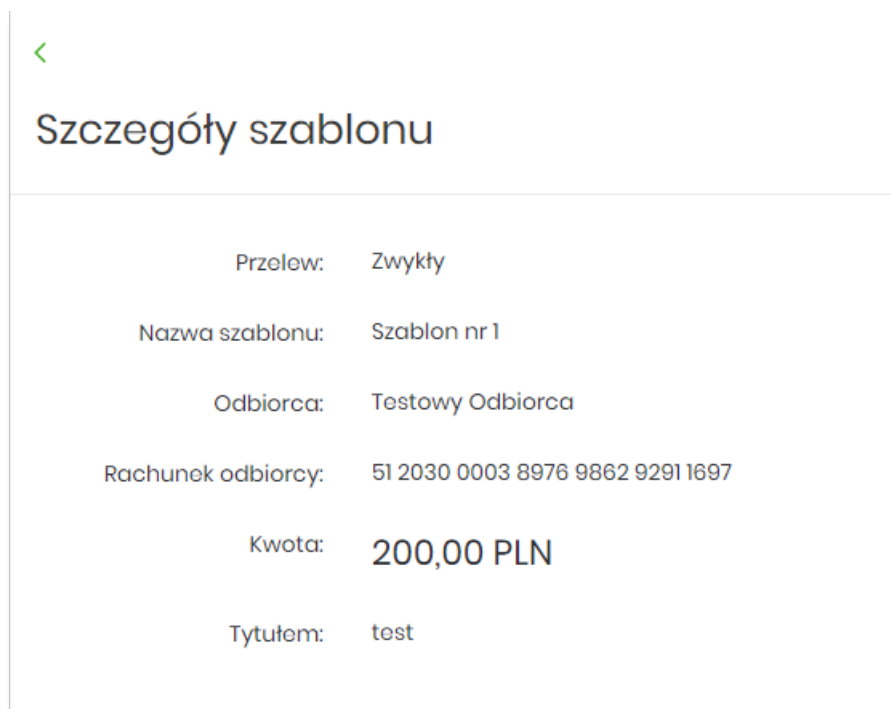 Szczegóły szablonu
Przelew: Zwykły
Nazwa szablonu: Szablon nr 1
Odbiorca: Testowy Odbiorca
Rachunek odbiorcy: 51 2030 0003 8976 9862 9291 1697
Kwota: 200,00 PLN
Tytułem: test